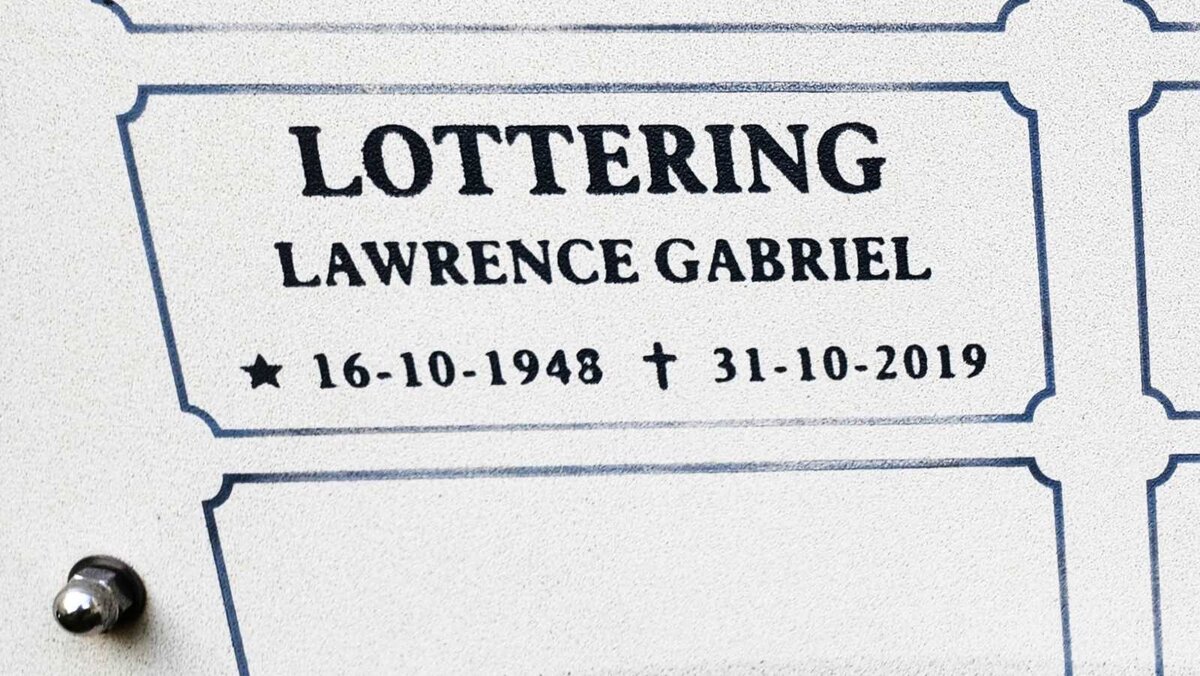 LOTTERING
LAWRENCE GABRIEL
★ 16-10-1948 ✝ 31-10-2019